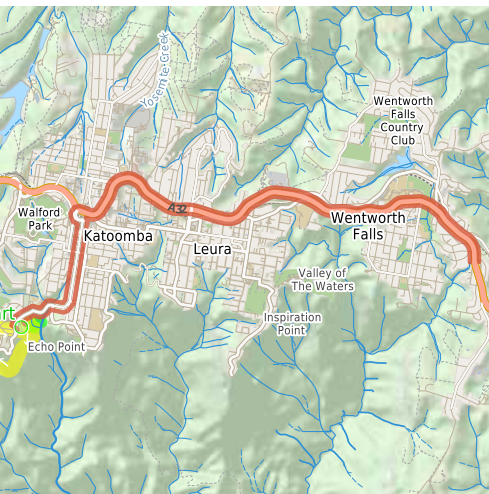 Yosemite Creek
Wentworth
Falls
Country
Club
Walford
Park
A32
Katoomba
Leura
Wentworth
Falls
Valley of
The Waters
Inspiration
Point
Echo Point